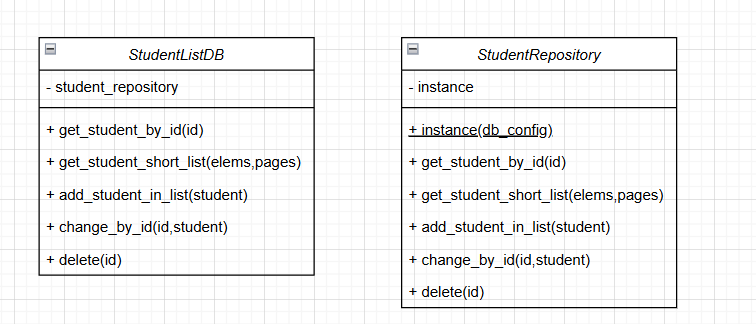 StudentListDB
- student_repository
+ get_student_by_id(id)
+ get_student_short_list(elems,pages)
+ add_student_in_list(student)
+ change_by_id(id,student)
+ delete(id)
StudentRepository
- instance
+ instance(db_config)
+ get_student_by_id(id)
+ get_student_short_list(elems,pages)
+ add_student_in_list(student)
+ change_by_id(id,student)
+ delete(id)